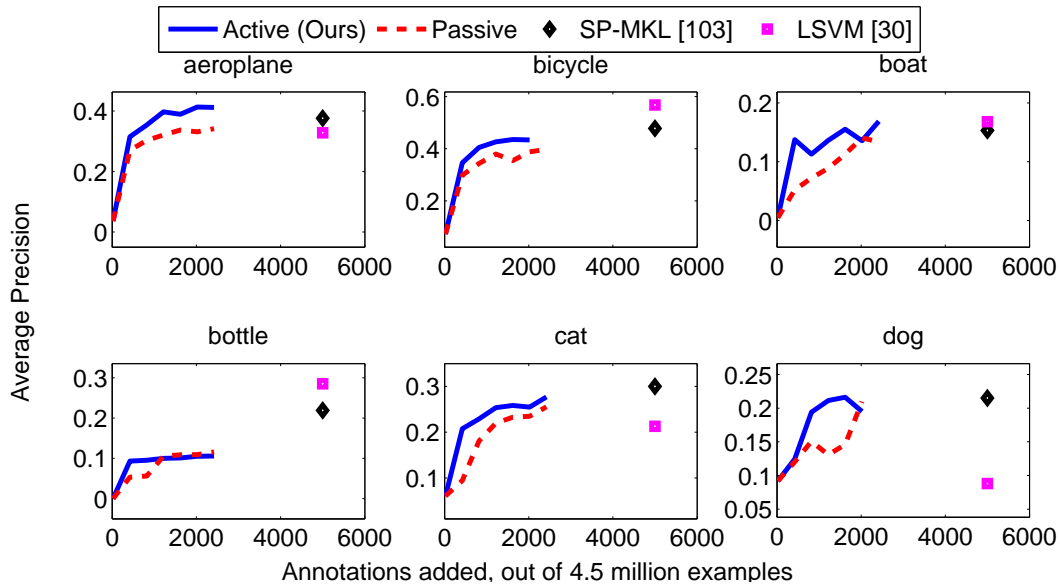 Active (Ours) Passive SP-MKL [103] LSVM [30]
aeroplane bicycle boat
0.4
0.2
0
0 2000 4000 6000
0.6
0.4
0.2
0 2000 4000 6000
0.2
0.1
0
0 2000 4000 6000
Average Precision
bottle cat dog
0.3
0.2
0.1
0
0 2000 4000 6000
0.3
0.2
0.1
0 2000 4000 6000
0.25
0.2
0.15
0.1
0.05
0 2000 4000 6000
Annotations added, out of 4.5 million examples